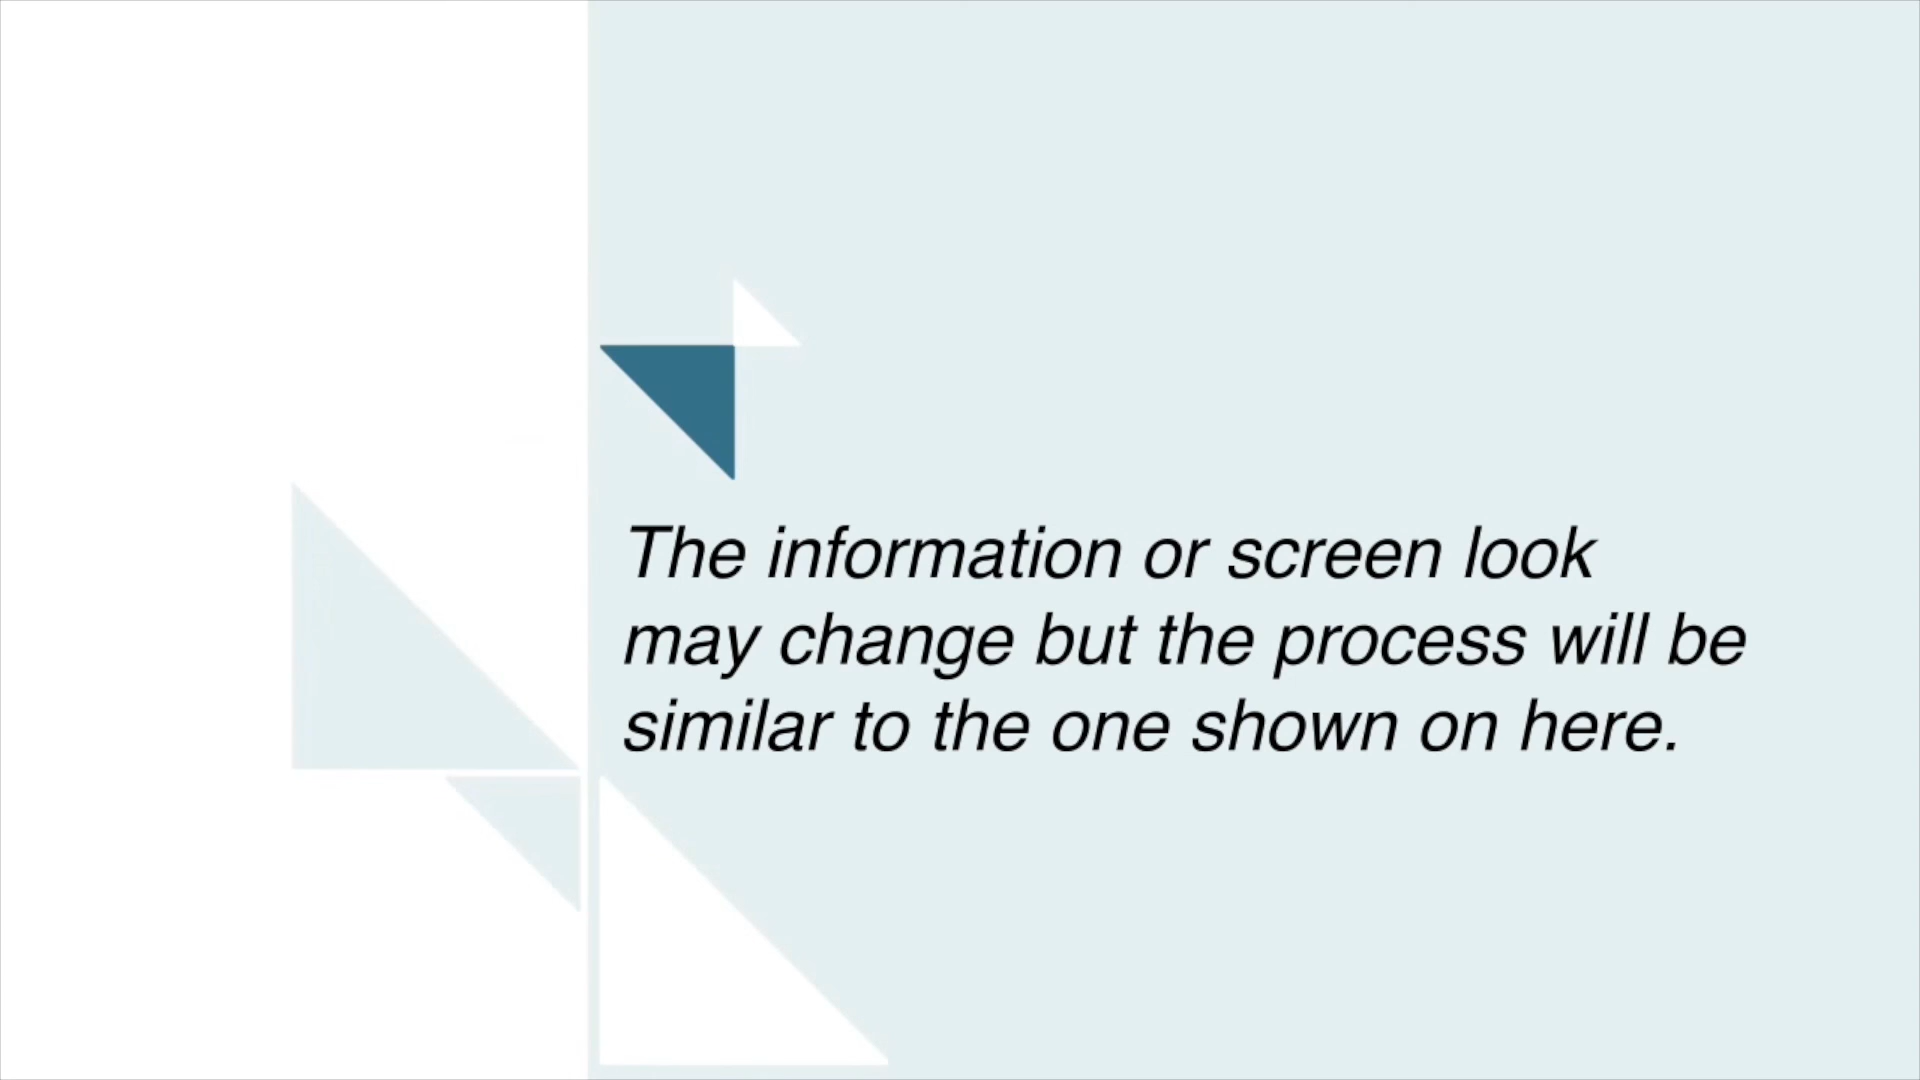 The information or screen look
may change but the process will be
similar to the one shown on here.